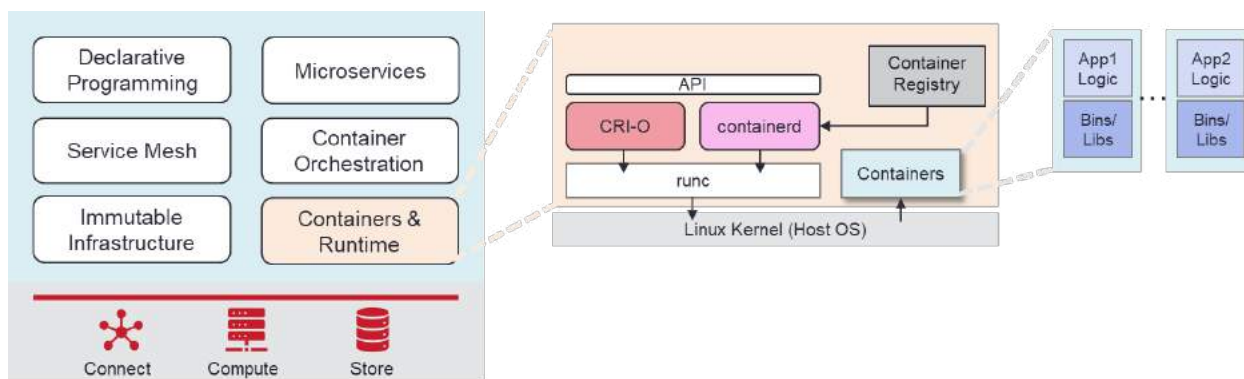 Declarative
Programming
Microservices
Service Mesh
Container
Orchestration
Immutable
Infrastructure
Containers &
Runtime
Connect
Compute
Store
API
Container
Registry
CRI-O
containerd
runc
Containers
Linux Kernel (Host OS)
App1
Logic
Bins/
Libs
...
App2
Logic
Bins/
Libs